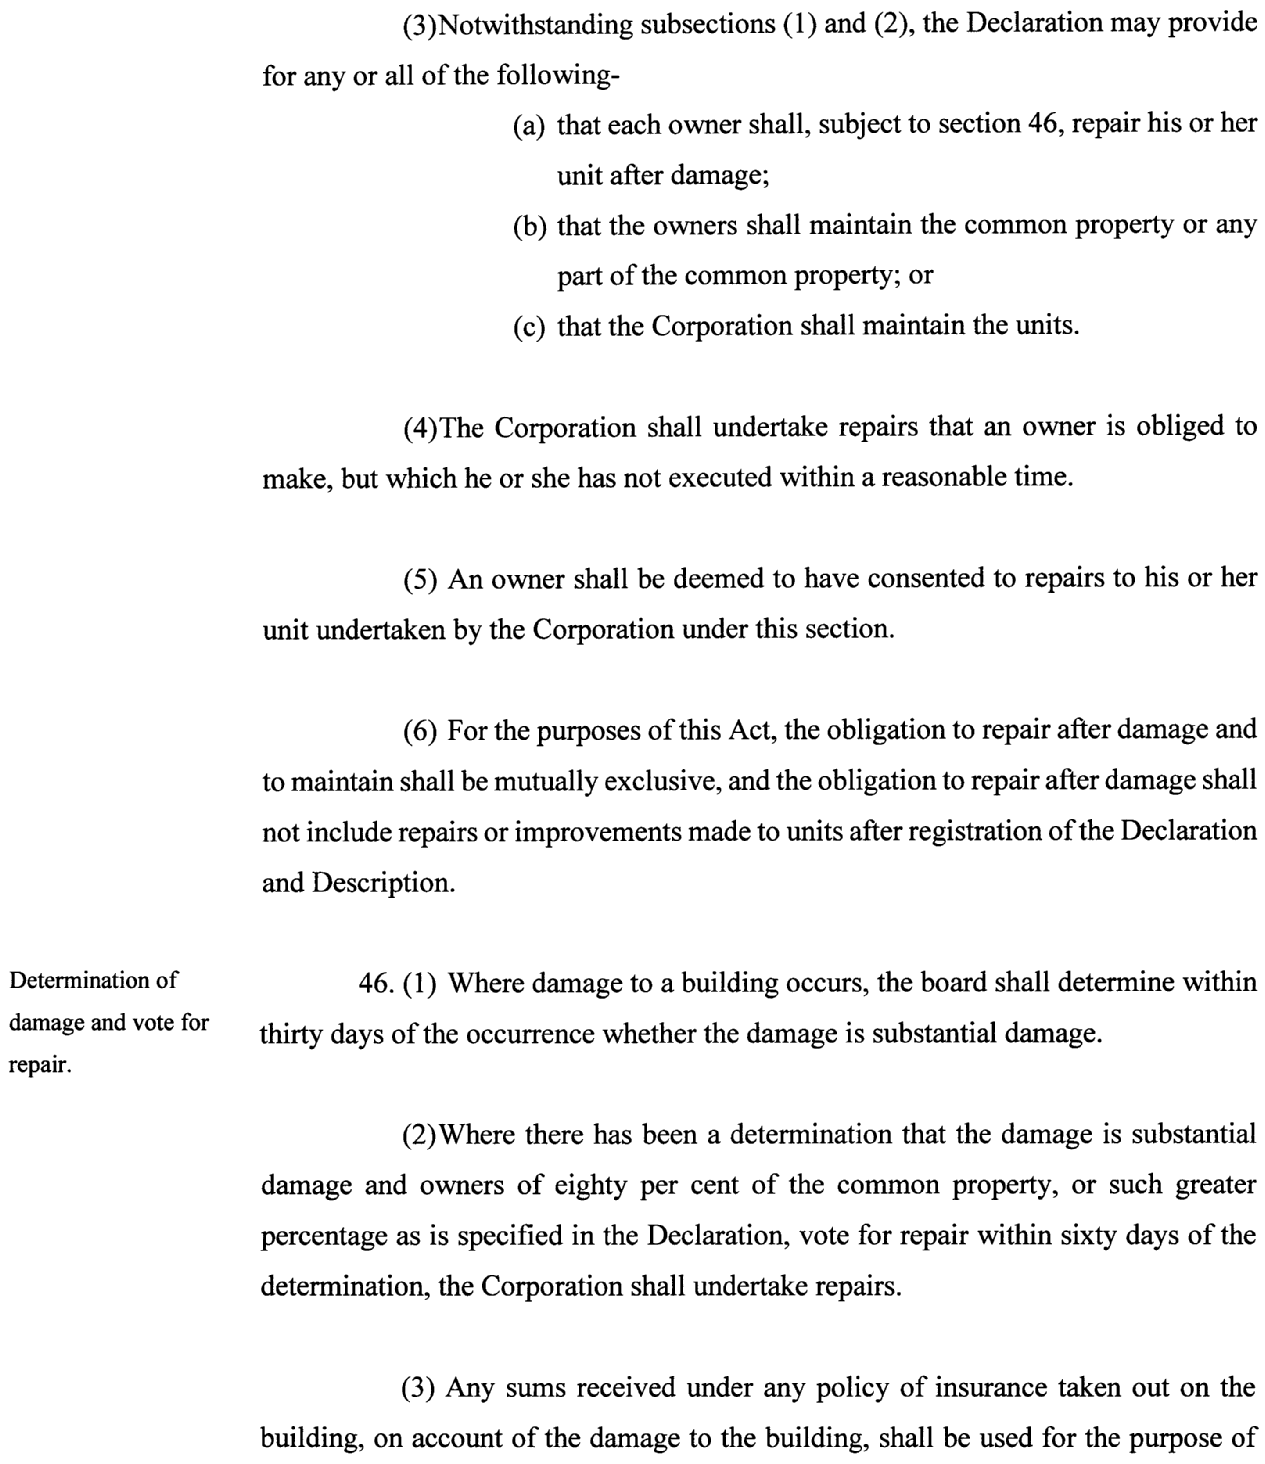 (3)Notwithstanding subsections (1) and (2), the Declaration may provide
for any or all of the following-
(a) that each owner shall, subject to section 46, repair his or her
unit after damage;
(b) that the owners shall maintain the common property or any
part of the common property; or
(c) that the Corporation shall maintain the units.
(4)The Corporation shall undertake repairs that an owner is obliged to
make, but which he or she has not executed within a reasonable time.
(5) An owner shall be deemed to have consented to repairs to his or her
unit undertaken by the Corporation under this section.
(6) For the purposes of this Act, the obligation to repair after damage and
to maintain shall be mutually exclusive, and the obligation to repair after damage shall
not include repairs or improvements made to units after registration of the Declaration
and Description.
Determination of
damage and vote for
repair.
46. (1) Where damage to a building occurs, the board shall determine within
thirty days of the occurrence whether the damage is substantial damage.
(2)Where there has been a determination that the damage is substantial
damage and owners of eighty per cent of the common property, or such greater
percentage as is specified in the Declaration, vote for repair within sixty days of the
determination, the Corporation shall undertake repairs.
(3) Any sums received under any policy of insurance taken out on the
building, on account of the damage to the building, shall be used for the purpose of